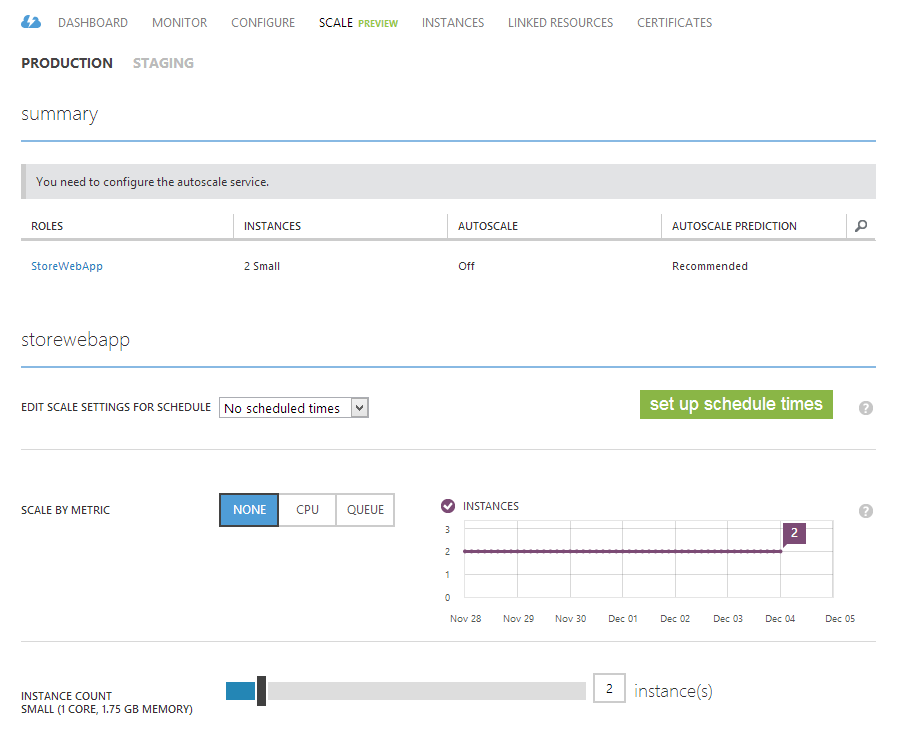 DASHBOARD MONITOR CONFIGURE SCALE PREVIEW INSTANCES LINKED RESOURCES CERTIFICATES
PRODUCTION STAGING
summary
You need to configure the autoscale service.
ROLES INSTANCES AUTOSCALE AUTOSCALE PREDICTION
StoreWebApp 2 Small Off Recommended
storewebapp
EDIT SCALE SETTINGS FOR SCHEDULE No scheduled times set up schedule times ?
SCALE BY METRIC NONE CPU QUEUE INSTANCES ?
3
2
2
1
0
Nov 28 Nov 29 Nov 30 Dec 01 Dec 02 Dec 03 Dec 04 Dec 05
INSTANCE COUNT 2 instance(s)
SMALL (1 CORE, 1.75 GB MEMORY)